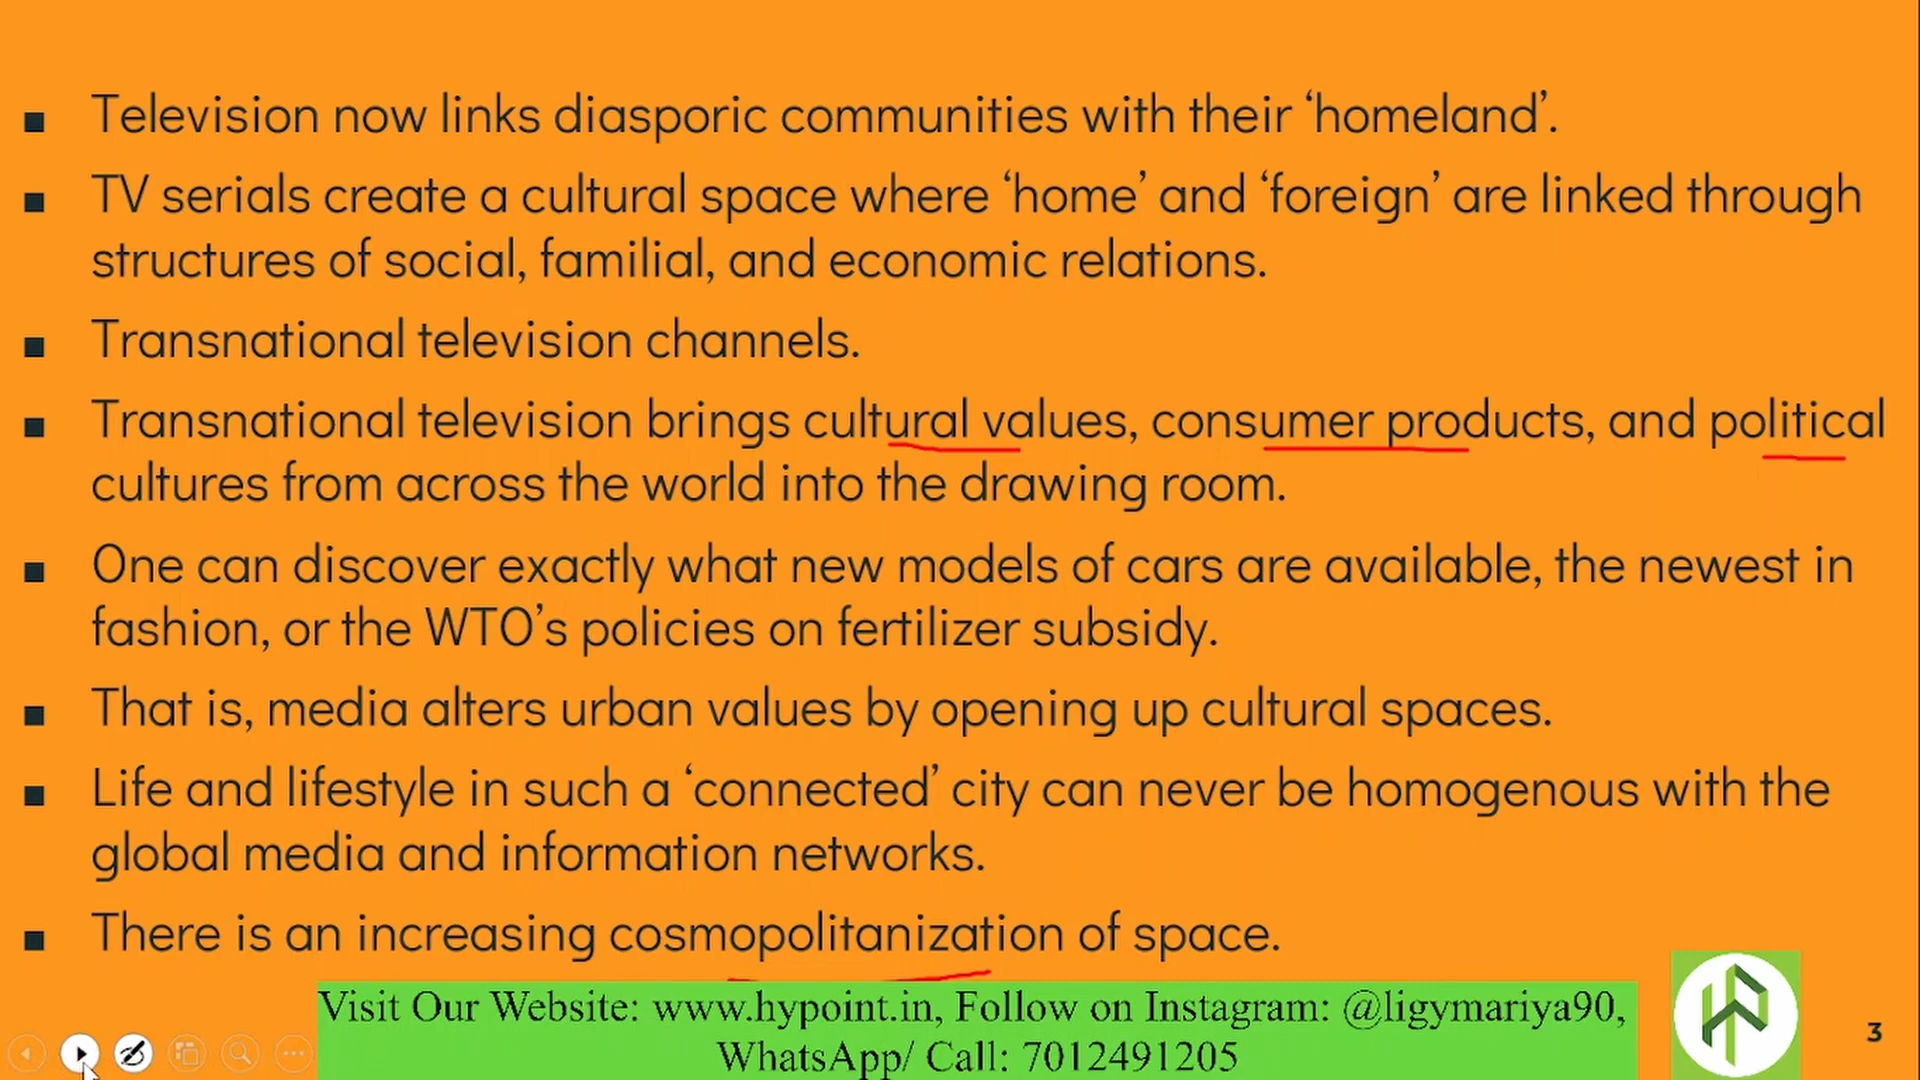 ■ Television now links diasporic communities with their ‘homeland’.
■ TV serials create a cultural space where ‘home’ and ‘foreign’ are linked through
structures of social, familial, and economic relations.
■ Transnational television channels.
■ Transnational television brings cultural values, consumer products, and political
cultures from across the world into the drawing room.
■ One can discover exactly what new models of cars are available, the newest in
fashion, or the WTO’s policies on fertilizer subsidy.
■ That is, media alters urban values by opening up cultural spaces.
■ Life and lifestyle in such a ‘connected’ city can never be homogenous with the
global media and information networks.
■ There is an increasing cosmopolitanization of space.
Visit Our Website: www.hypoint.in, Follow on Instagram: @ligymariya90,
WhatsApp/ Call: 7012491205
3